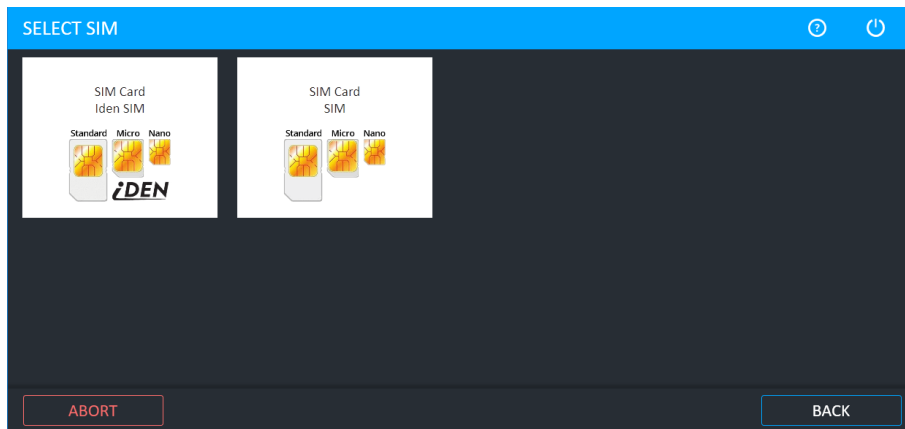 SELECT SIM
SIM Card
Iden SIM
Standard Micro Nano
iDEN
SIM Card
SIM
Standard Micro Nano
ABORT
BACK